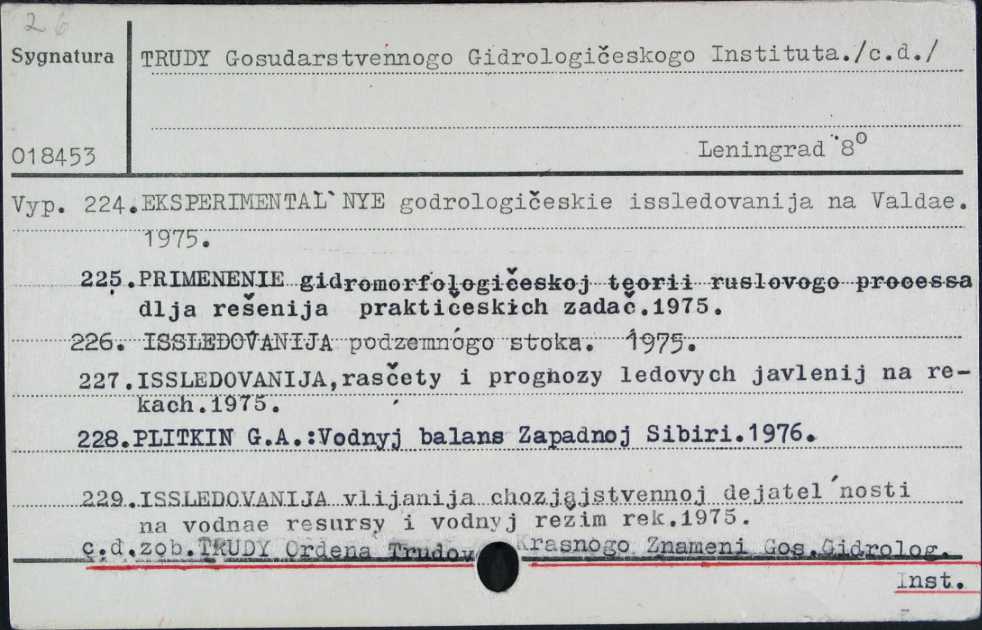 26
Sygnatura
TRUDY Gosudarstvennogo Gidrologičeskogo Instituta./c.d./
018453
Leningrad 8°
Vyp. 224.EKSPERIMENTAL`NYE godrologičeskie issledovanija na Valdae.
1975.
225.PRIMENENIE gidromorfologičeskoj teorii ruslovogo processa
dlja rešenija praktičeskich zadač.1975.
226. ISSLEDOVANIJA podzemnógo stoka. 1975.
227.ISSLEDOVANIJA,rasčety i prognozy ledovych javlenij na re-
kach.1975.
228.PLITKIN G.A.:Vodnyj balans Zapadnoj Sibiri.1976.
229.ISSLEDOVANIJA vlijanija chozjajstvennoj dejatel´nosti
na vodnae resursy i vodnyj režim rek.1975.
c.d.zob.TRUDY Ordena Trudov Krasnogo Znameni Gos.Gidrolog.
Inst.